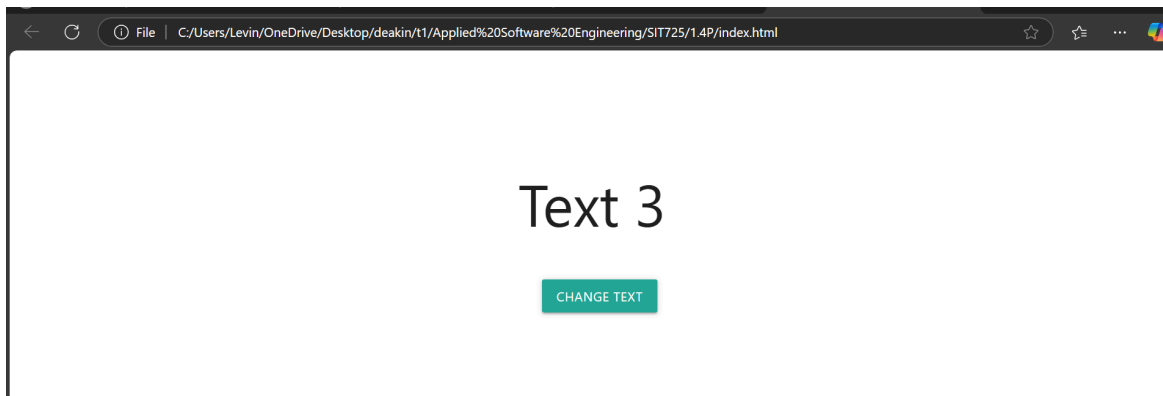 File | C:/Users/Levin/OneDrive/Desktop/deakin/t1/Applied%20Software%20Engineering/SIT725/1.4P/index.html
Text 3
CHANGE TEXT